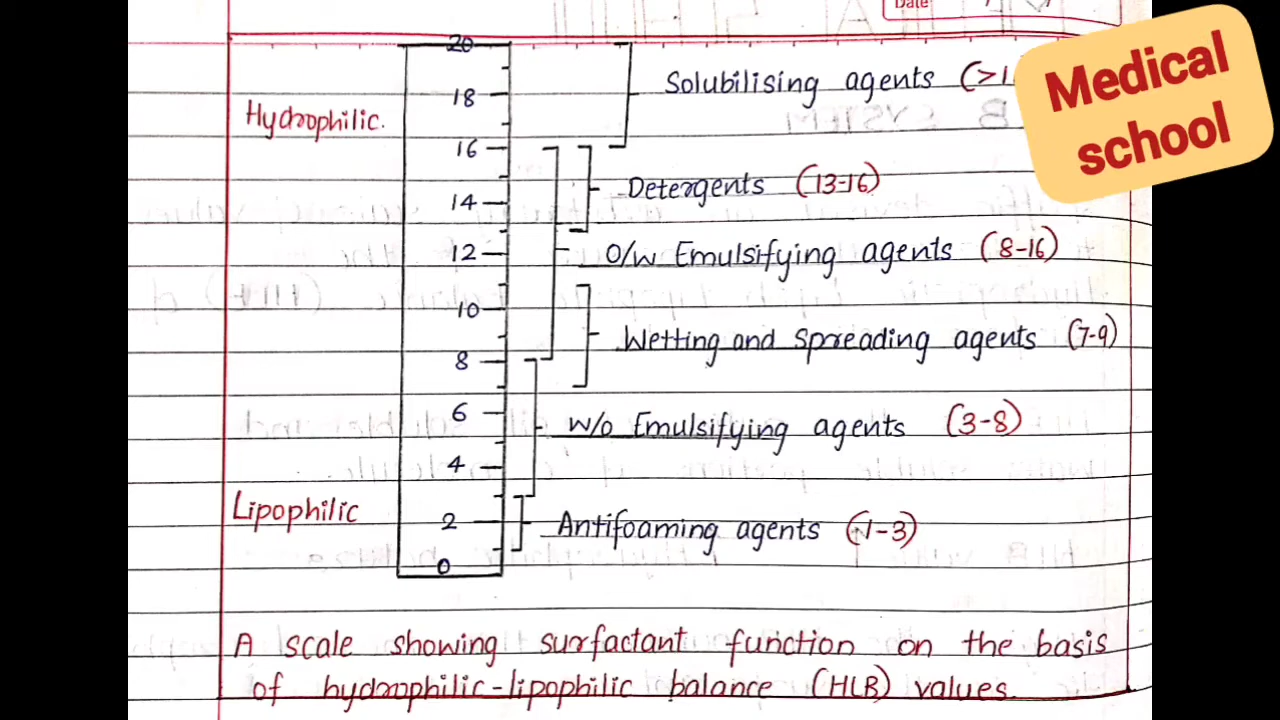 Date
Medical
school
20
Solubilising agents (>1
18
Hydrophilic.
16
Detergents (13-16)
14
O/w Emulsifying agents (8-16)
12
10
Wetting and spreading agents (7-9)
8
6
w/o Emulsifying agents (3-8)
4
Lipophilic
2
Antifoaming agents (1-3)
0
A scale showing surfactant function on the basis
of hydrophilic-lipophilic balance (HLB) values.